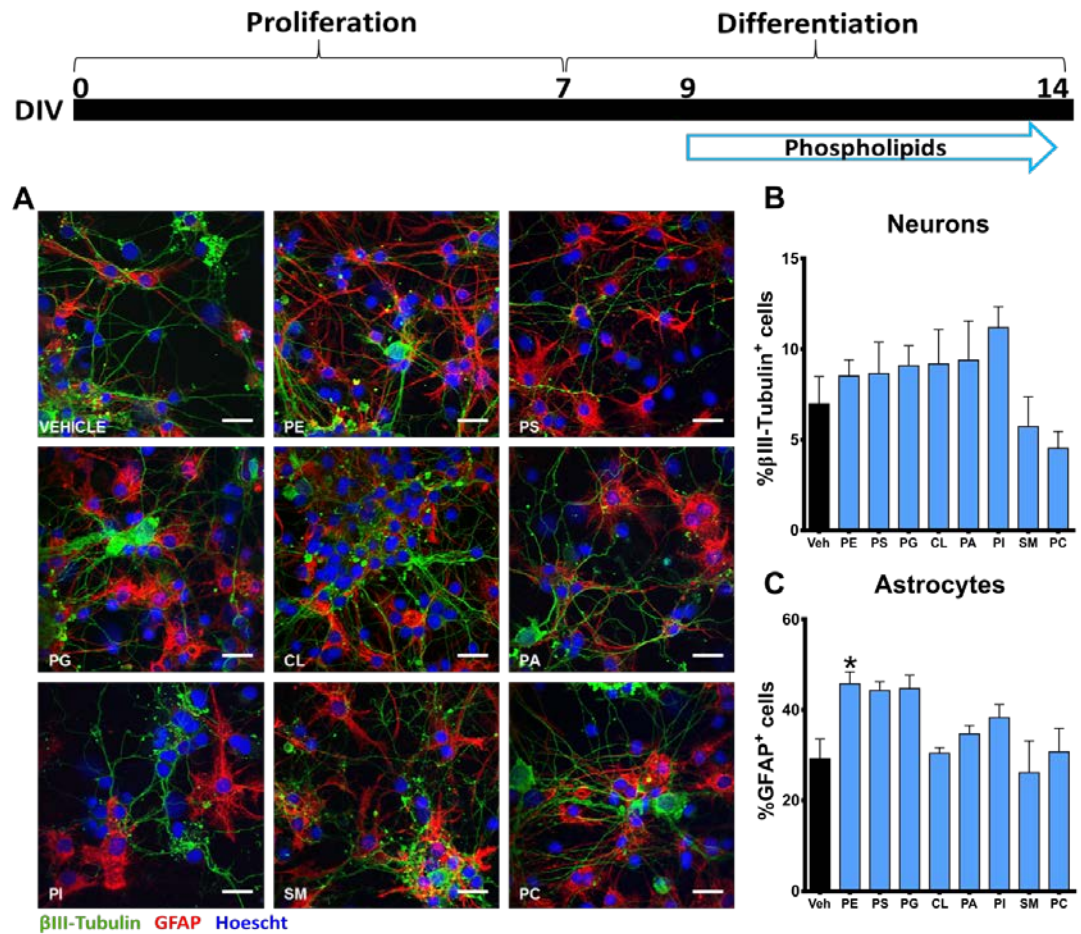 Proliferation Differentiation
0 7 9 14
DIV
Phospholipids
A
VEHICLE PE PS
PG CL PA
PI SM PC
βIII-Tubulin GFAP Hoescht
B
Neurons
%βIII-Tubulin⁺ cells
15
10
5
0
Veh PE PS PG CL PA PI SM PC
C
Astrocytes
%GFAP⁺ cells
60
40
20
0
*
Veh PE PS PG CL PA PI SM PC